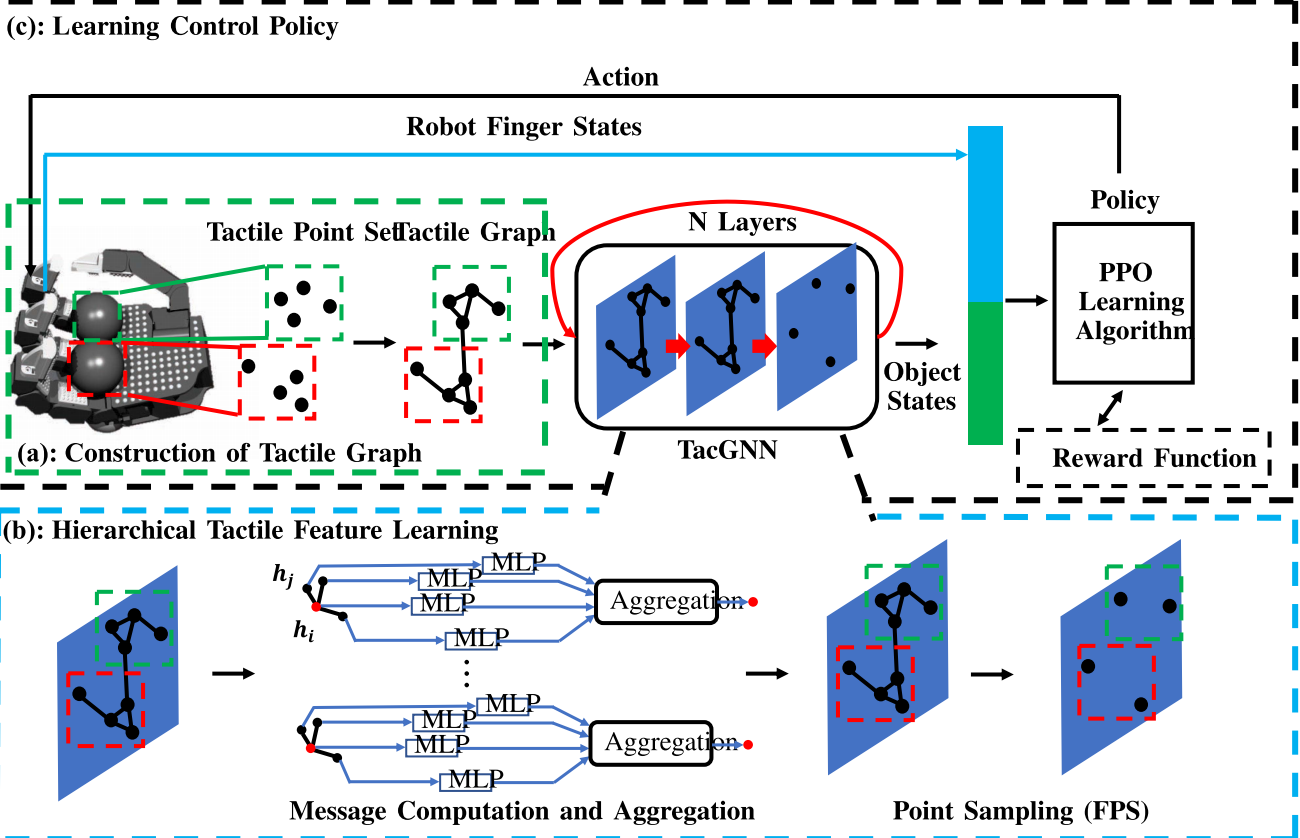 (c): Learning Control Policy
Action
Robot Finger States
Policy
Tactile Point Set
Tactile Graph
N Layers
PPO
Learning
Algorithm
Object
States
TacGNN
(a): Construction of Tactile Graph
Reward Function
(b): Hierarchical Tactile Feature Learning
h_j
MLP
MLP
MLP
Aggregation
h_i
MLP
⋮
MLP
MLP
MLP
Aggregation
MLP
Message Computation and Aggregation
Point Sampling (FPS)